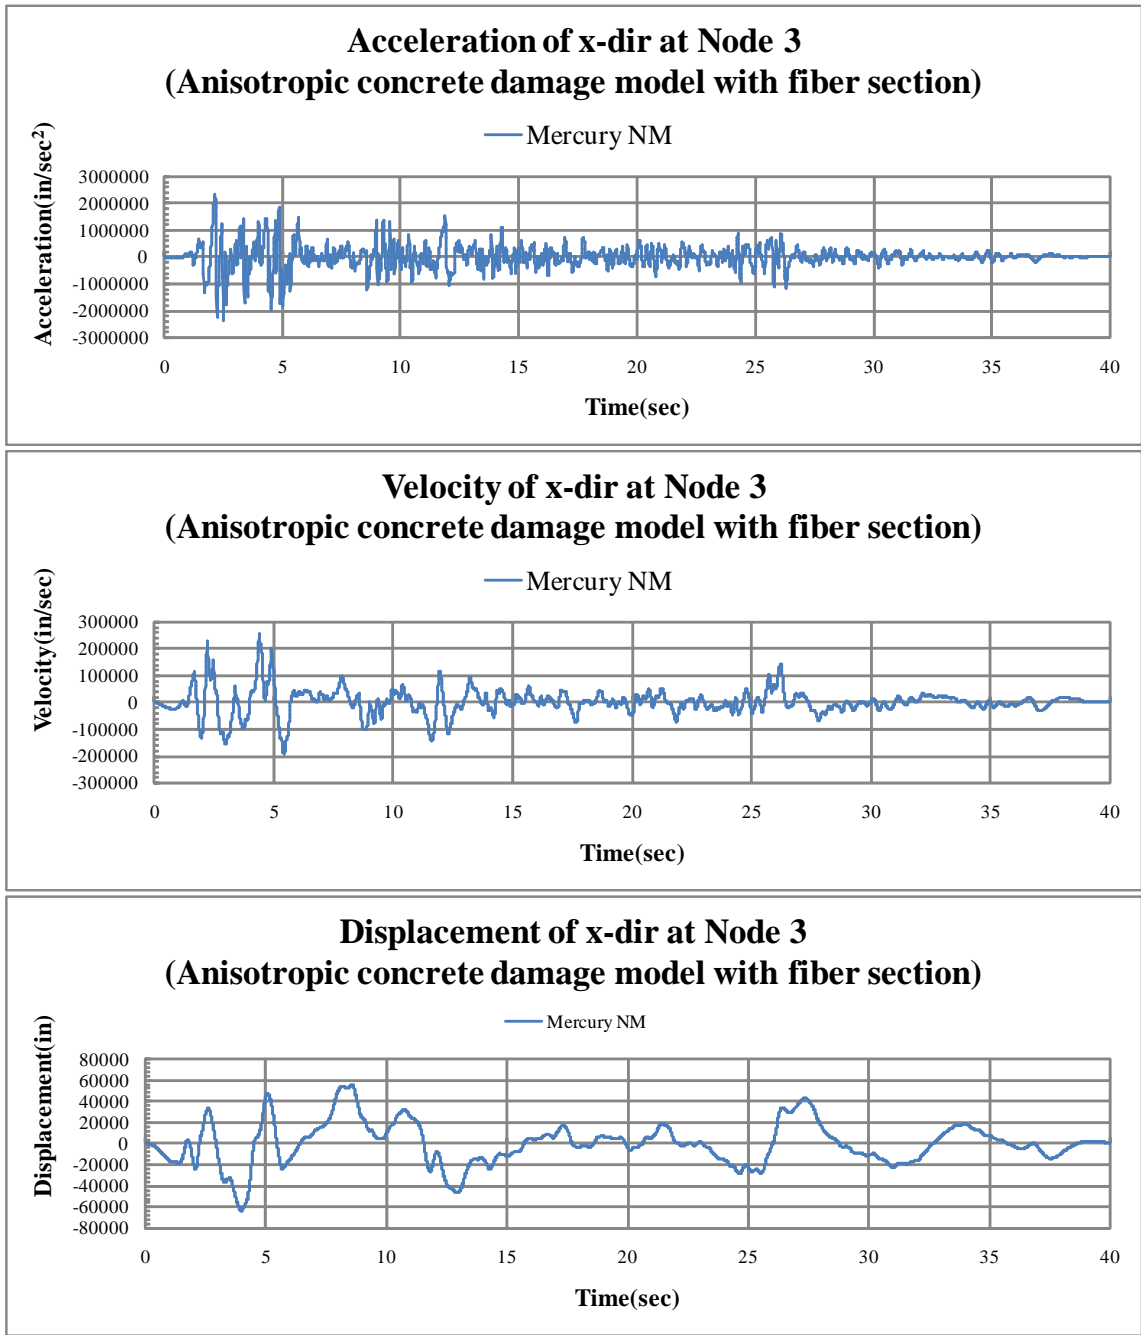 Acceleration of x-dir at Node 3
(Anisotropic concrete damage model with fiber section)
Mercury NM
Acceleration(in/sec²)
3000000
2000000
1000000
0
-1000000
-2000000
-3000000
0 5 10 15 20 25 30 35 40
Time(sec)
Velocity of x-dir at Node 3
(Anisotropic concrete damage model with fiber section)
Mercury NM
Velocity(in/sec)
300000
200000
100000
0
-100000
-200000
-300000
0 5 10 15 20 25 30 35 40
Time(sec)
Displacement of x-dir at Node 3
(Anisotropic concrete damage model with fiber section)
Mercury NM
Displacement(in)
80000
60000
40000
20000
0
-20000
-40000
-60000
-80000
0 5 10 15 20 25 30 35 40
Time(sec)